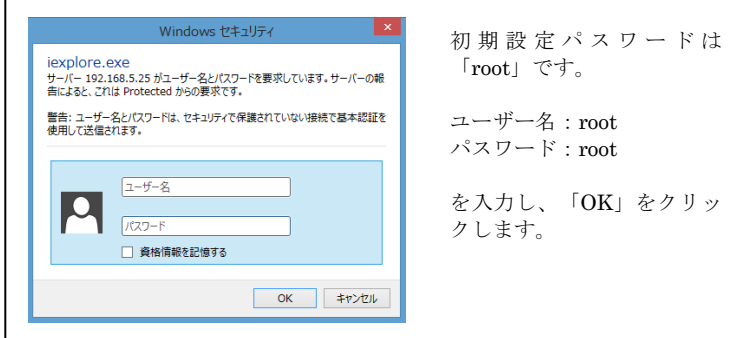 Windows セキュリティ
iexplore.exe
サーバー 192.168.5.25 がユーザー名とパスワードを要求しています。サーバーの報
告によると、これは Protected からの要求です。
警告: ユーザー名とパスワードは、セキュリティで保護されていない接続で基本認証を
使用して送信されます。
ユーザー名
パスワード
資格情報を記憶する
OK キャンセル
初期設定パスワードは
「root」です。
ユーザー名：root
パスワード：root
を入力し、「OK」をクリッ
クします。